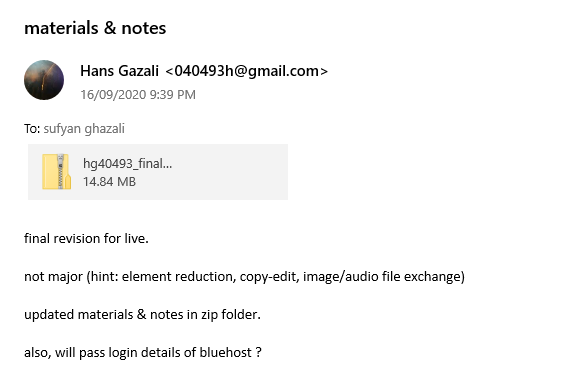 materials & notes
Hans Gazali <040493h@gmail.com>
16/09/2020 9:39 PM
To: sufyan ghazali
hg40493_final...
14.84 MB
final revision for live.
not major (hint: element reduction, copy-edit, image/audio file exchange)
updated materials & notes in zip folder.
also, will pass login details of bluehost ?